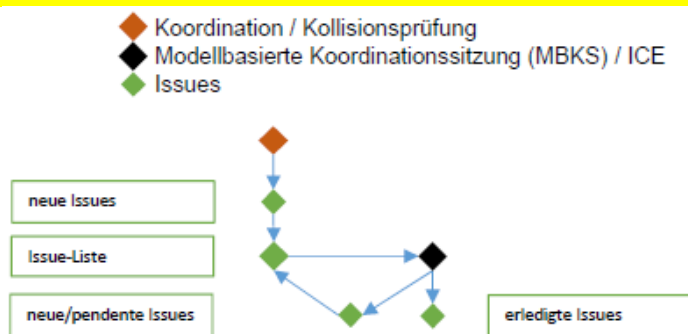 Koordination / Kollisionsprüfung
Modellbasierte Koordinationssitzung (MBKS) / ICE
Issues
neue Issues
Issue-Liste
neue/pendente Issues
erledigte Issues